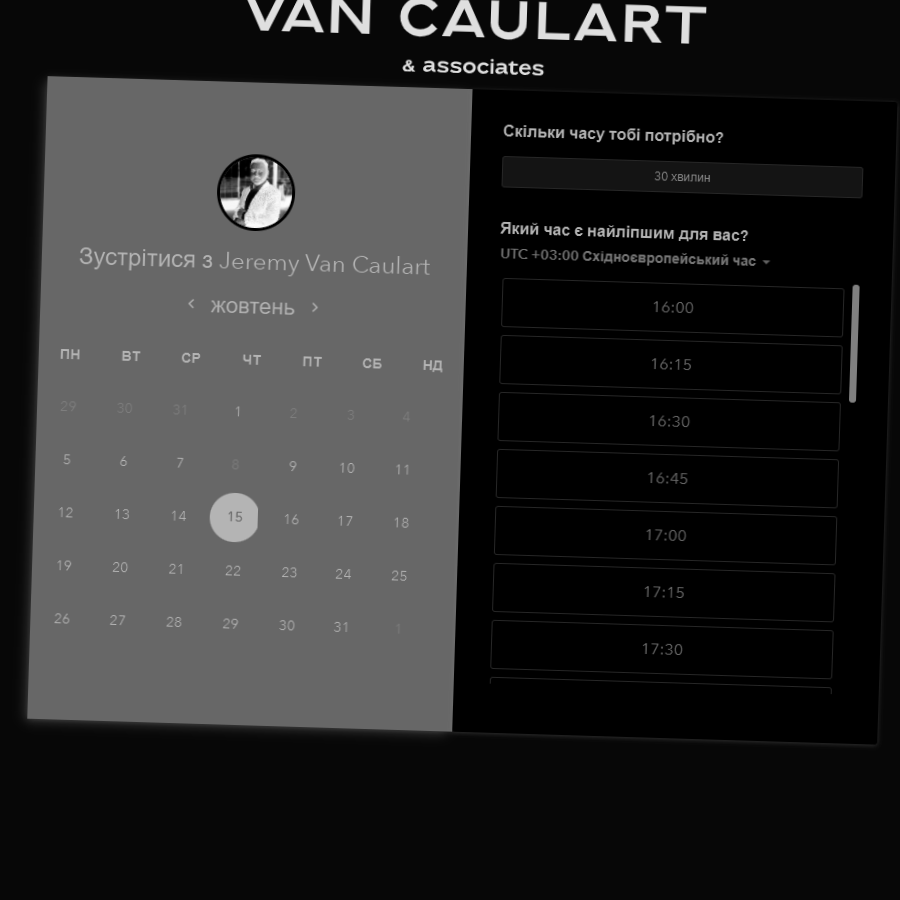 VAN CAULART
& associates
Зустрітися з Jeremy Van Caulart
жовтень
ПН ВТ СР ЧТ ПТ СБ НД
29 30 31 1 2 3 4
5 6 7 8 9 10 11
12 13 14 15 16 17 18
19 20 21 22 23 24 25
26 27 28 29 30 31 1
Скільки часу тобі потрібно?
30 хвилин
Який час є найліпшим для вас?
UTC +03:00 Східноєвропейський час
16:00
16:15
16:30
16:45
17:00
17:15
17:30